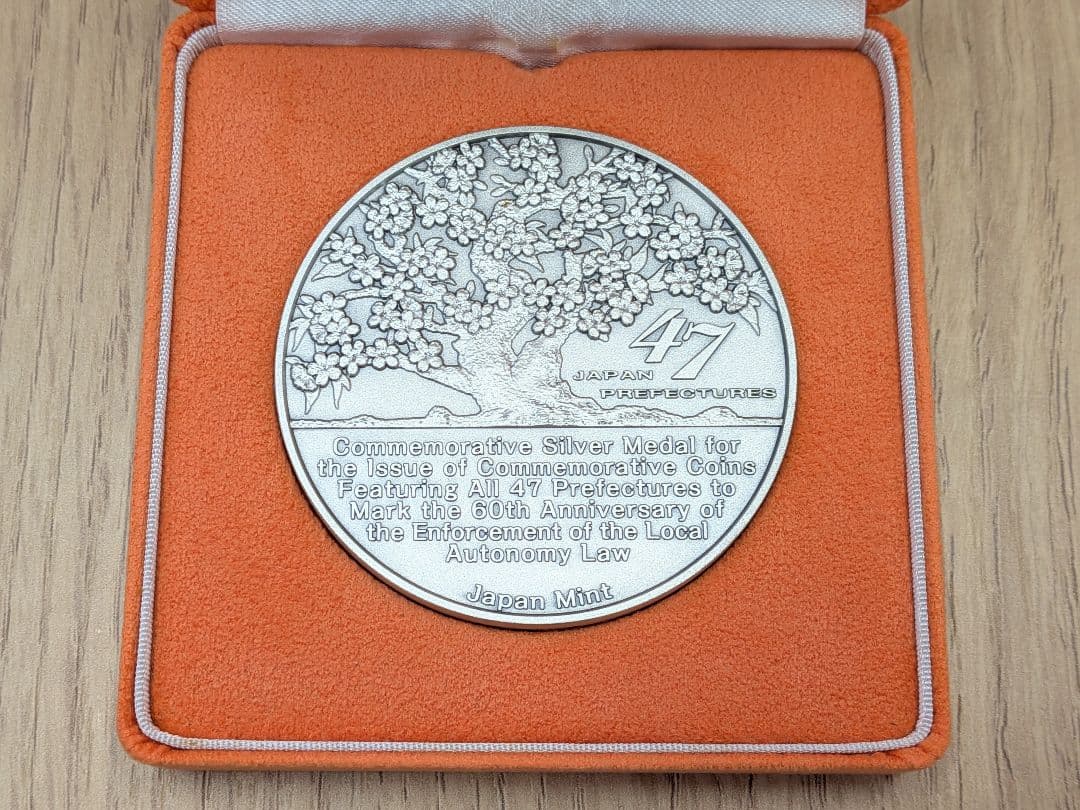 47
JAPAN
PREFECTURES
Commemorative Silver Medal for
the Issue of Commemorative Coins
Featuring All 47 Prefectures to
Mark the 60th Anniversary of
the Enforcement of the Local
Autonomy Law
Japan Mint